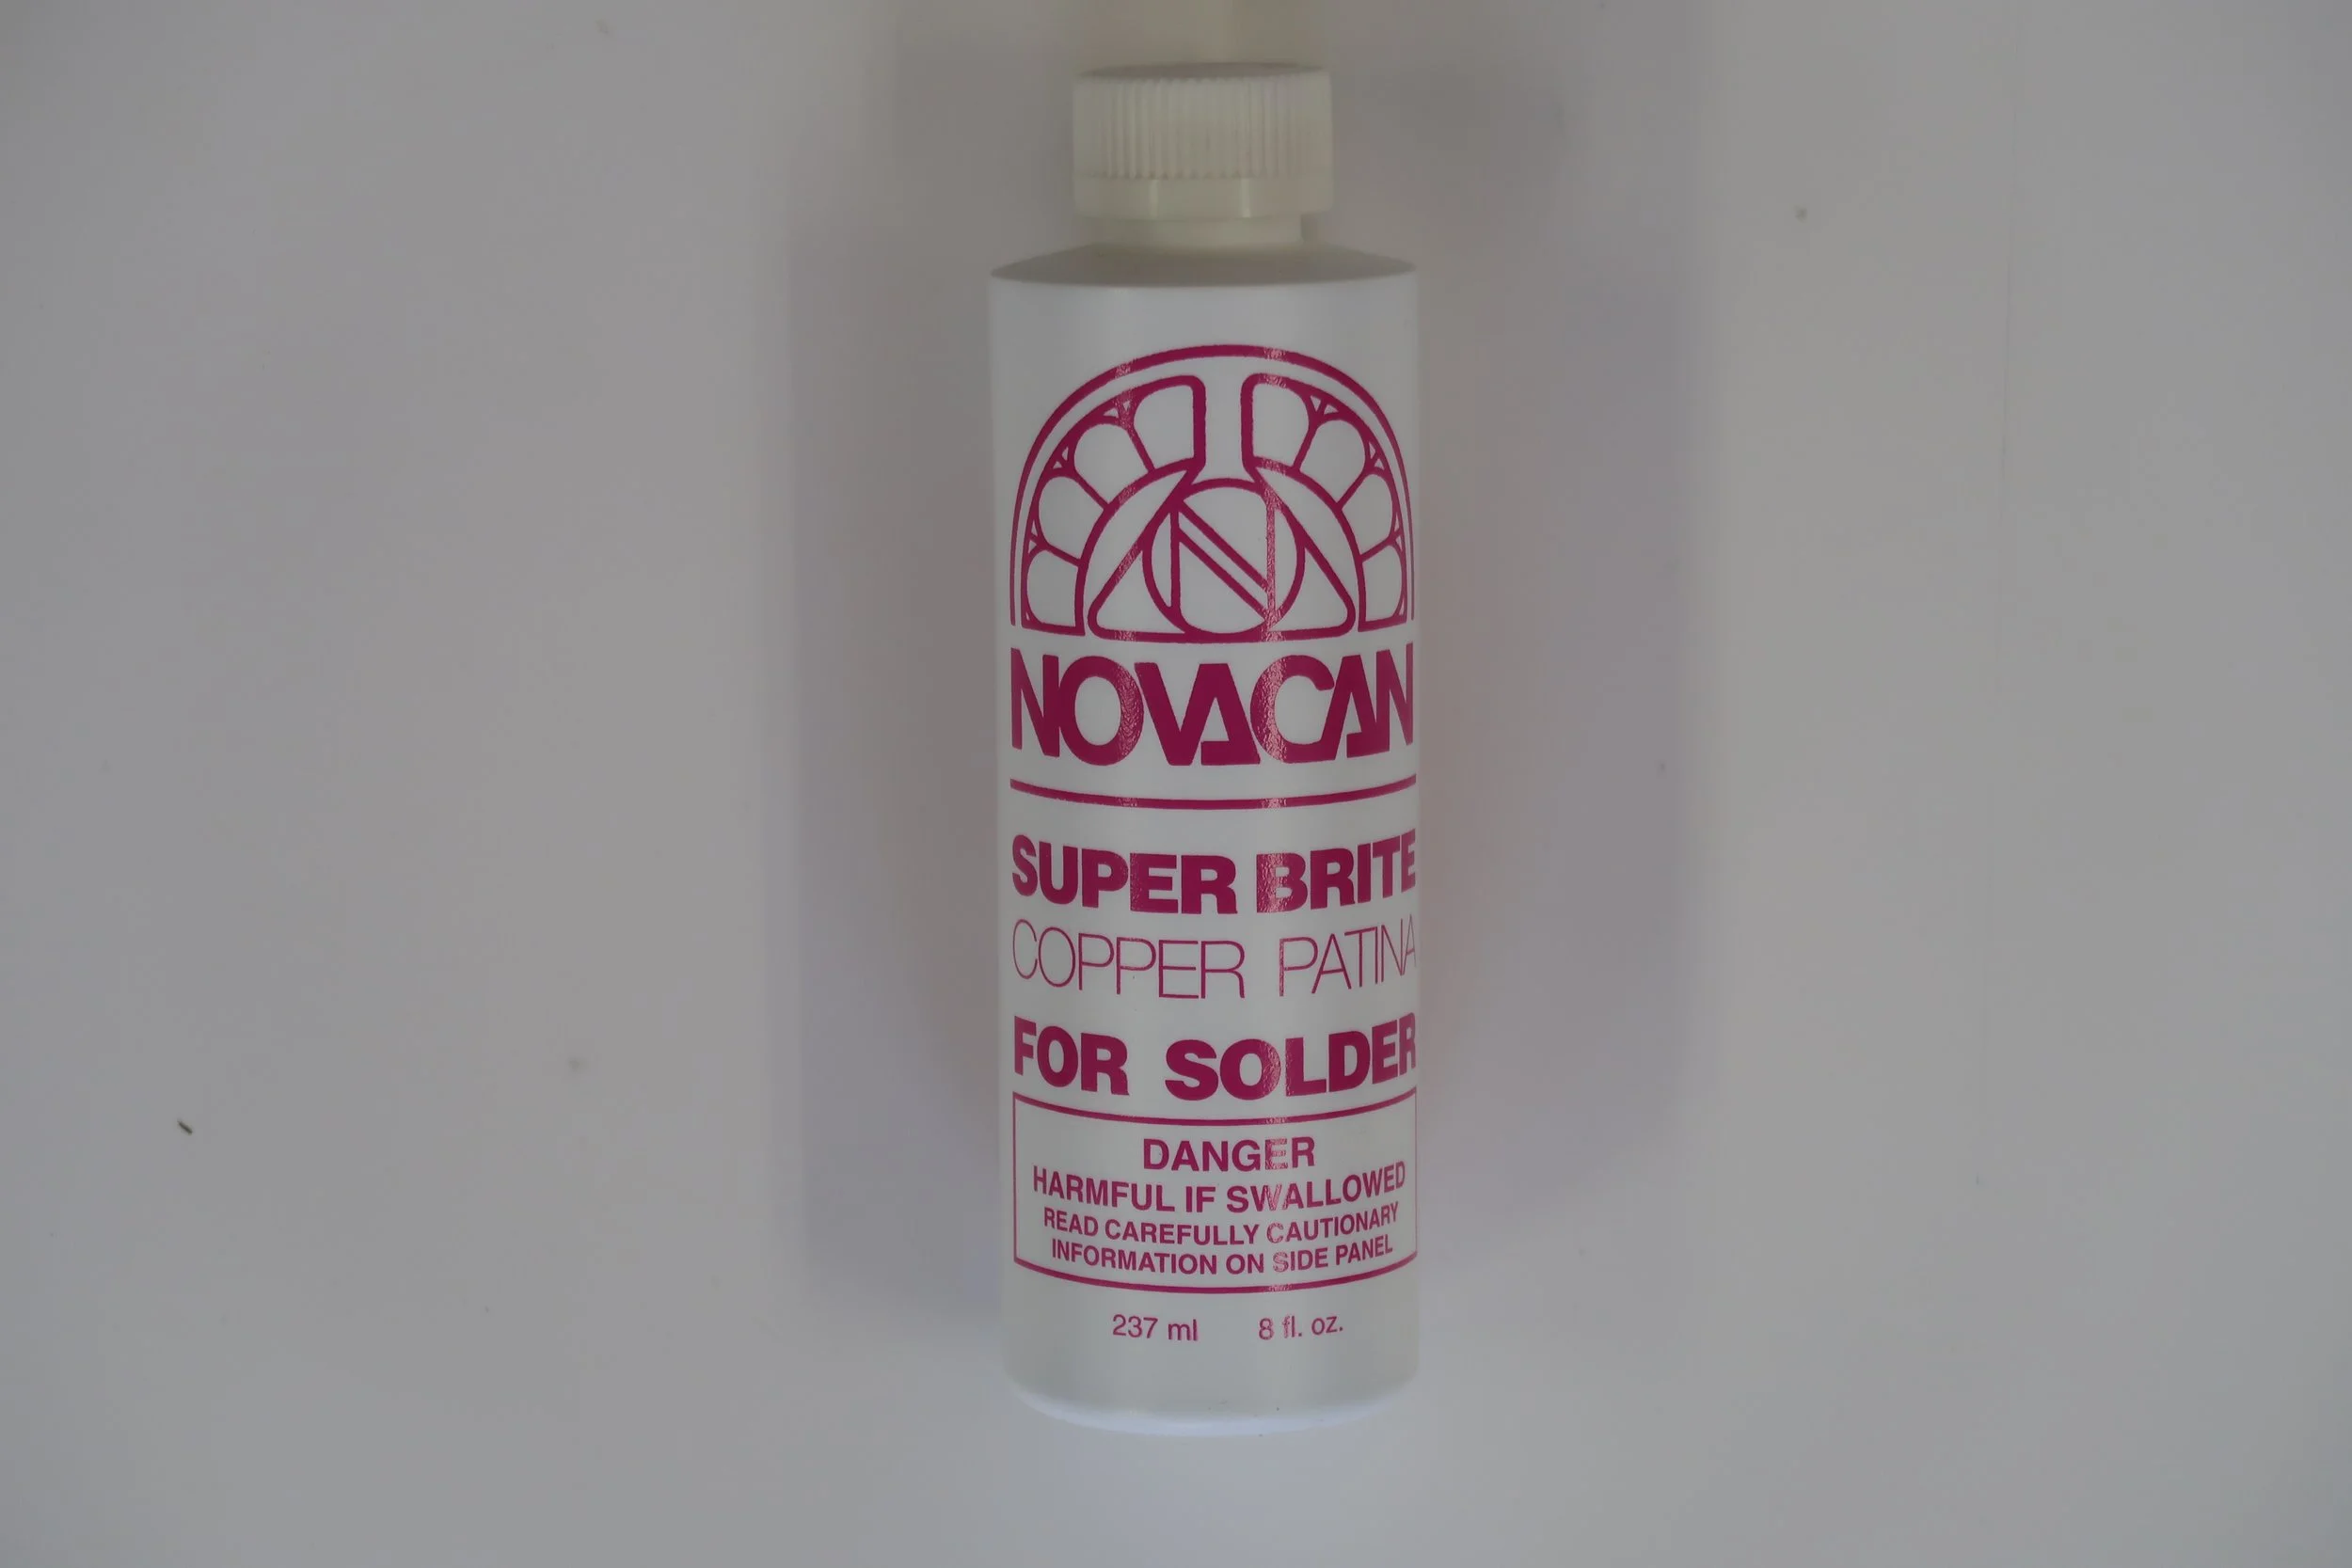 N
NOVACAN
SUPER BRITE
COPPER PATINA
FOR SOLDER
DANGER
HARMFUL IF SWALLOWED
READ CAREFULLY CAUTIONARY
INFORMATION ON SIDE PANEL
237 ml 8 fl. oz.